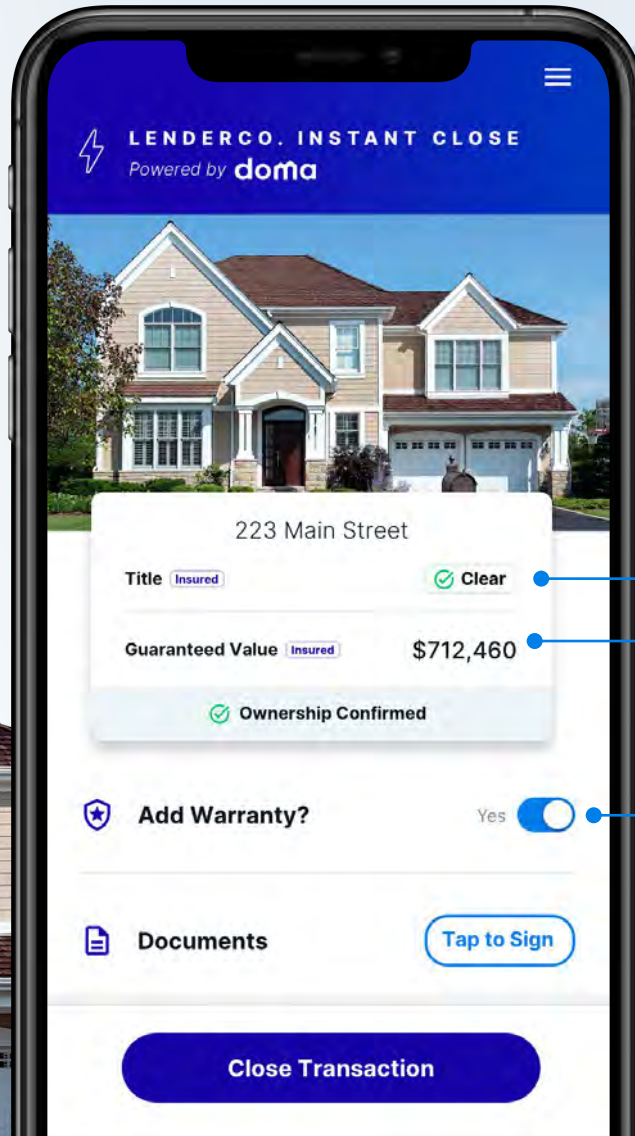 LENDERCO. INSTANT CLOSE
Powered by doma
223 Main Street
Title Insured Clear
Guaranteed Value Insured $712,460
Ownership Confirmed
Add Warranty? Yes
Documents Tap to Sign
Close Transaction